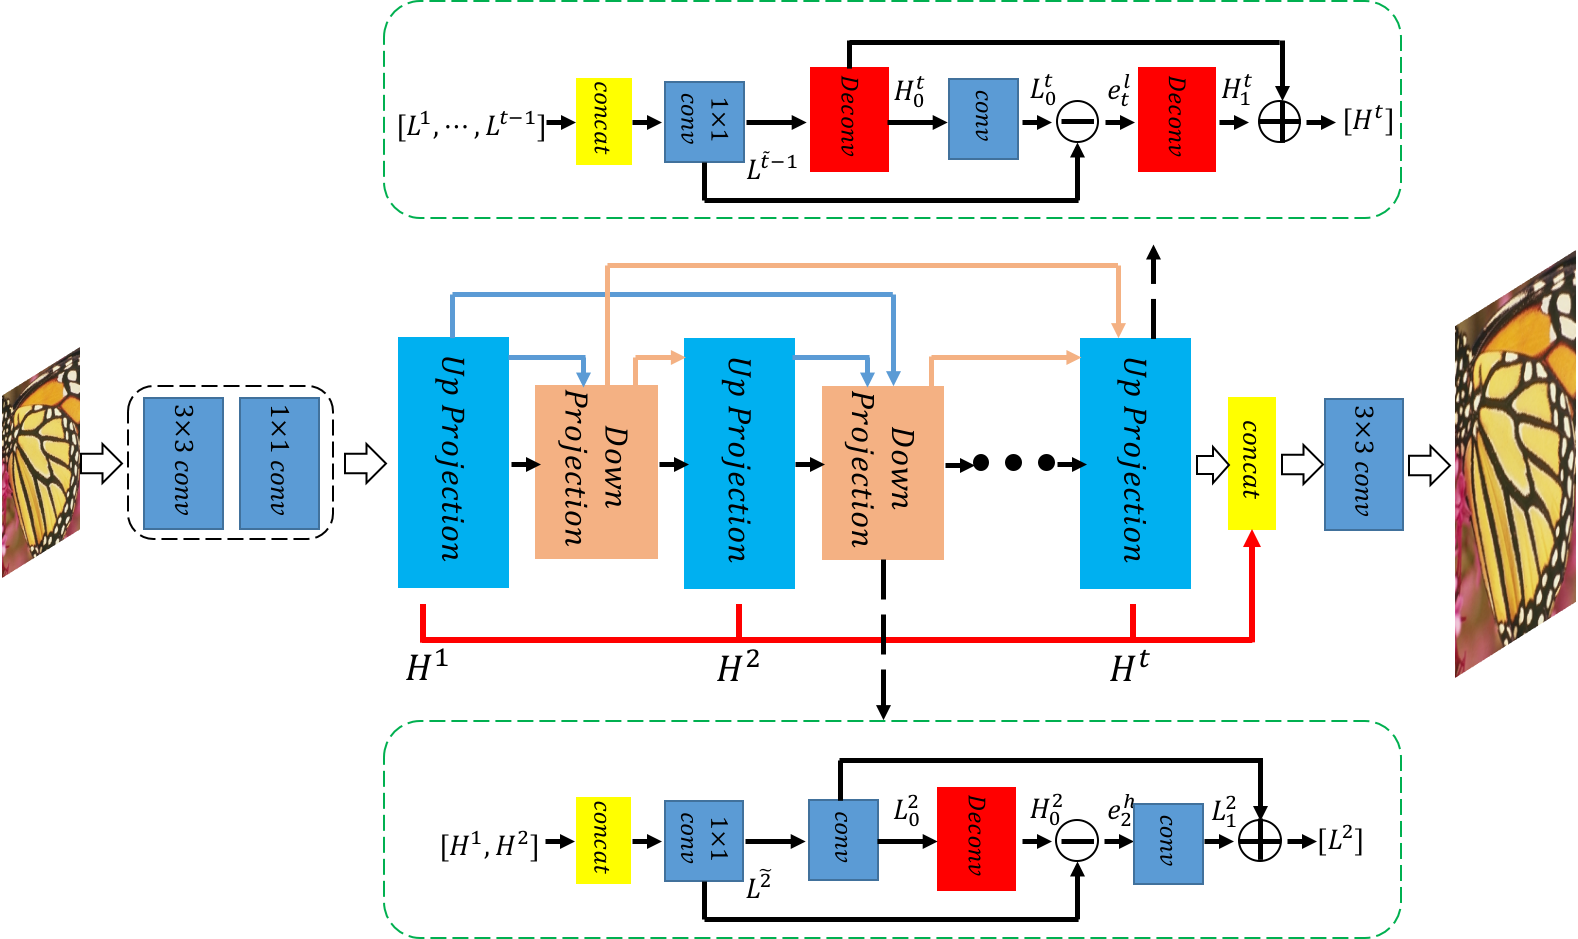 [L^1, ⋯, L^{t−1}]
concat
1×1
conv
L^{\tilde{t}−1}
Deconv
H_0^t
conv
L_0^t
e_t^l
Deconv
H_1^t
[H^t]
3×3 conv
1×1 conv
Up Projection
Down
Projection
Up Projection
Down
Projection
Up Projection
concat
3×3 conv
H^1
H^2
H^t
[H^1, H^2]
concat
1×1
conv
L^{\tilde{2}}
conv
L_0^2
Deconv
H_0^2
e_2^h
conv
L_1^2
[L^2]